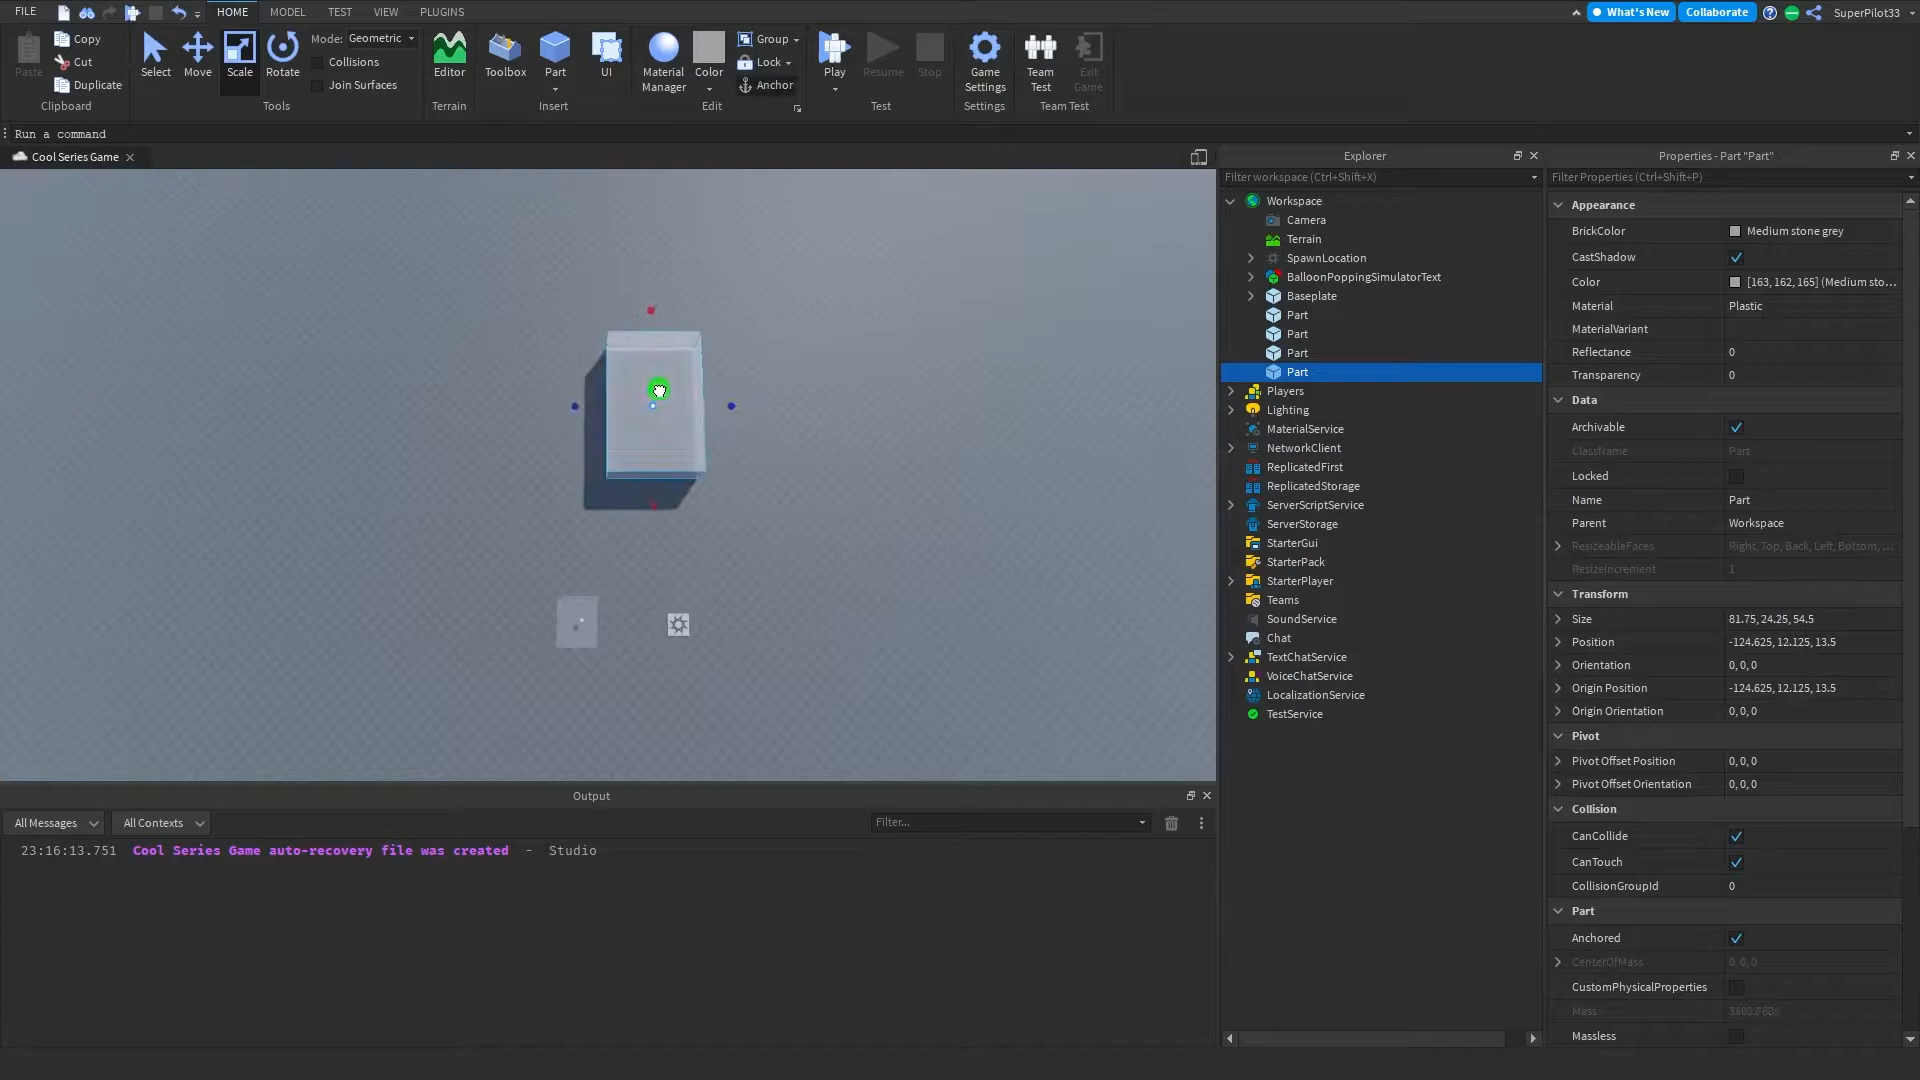 FILE
HOME
MODEL
TEST
VIEW
PLUGINS
What's New
Collaborate
SuperPilot33
Paste
Copy
Cut
Duplicate
Clipboard
Select
Move
Scale
Rotate
Mode: Geometric
Collisions
Join Surfaces
Tools
Editor
Terrain
Toolbox
Part
UI
Insert
Material
Manager
Color
Group
Lock
Anchor
Edit
Play
Resume
Stop
Test
Game
Settings
Settings
Team
Test
Exit
Game
Team Test
Run a command
Cool Series Game
Explorer
Filter workspace (Ctrl+Shift+X)
Workspace
Camera
Terrain
SpawnLocation
BalloonPoppingSimulatorText
Baseplate
Part
Part
Part
Part
Players
Lighting
MaterialService
NetworkClient
ReplicatedFirst
ReplicatedStorage
ServerScriptService
ServerStorage
StarterGui
StarterPack
StarterPlayer
Teams
SoundService
Chat
TextChatService
VoiceChatService
LocalizationService
TestService
Properties - Part "Part"
Filter Properties (Ctrl+Shift+P)
Appearance
BrickColor Medium stone grey
CastShadow
Color [163, 162, 165] (Medium sto...
Material Plastic
MaterialVariant
Reflectance 0
Transparency 0
Data
Archivable
ClassName Part
Locked
Name Part
Parent Workspace
ResizeableFaces Right, Top, Back, Left, Bottom, ...
ResizeIncrement 1
Transform
Size 81.75, 24.25, 54.5
Position -124.625, 12.125, 13.5
Orientation 0, 0, 0
Origin Position -124.625, 12.125, 13.5
Origin Orientation 0, 0, 0
Pivot
Pivot Offset Position 0, 0, 0
Pivot Offset Orientation 0, 0, 0
Collision
CanCollide
CanTouch
CollisionGroupId 0
Part
Anchored
CenterOfMass 0, 0, 0
CustomPhysicalProperties
Mass
Massless
Output
All Messages
All Contexts
Filter...
23:16:13.751 Cool Series Game auto-recovery file was created - Studio